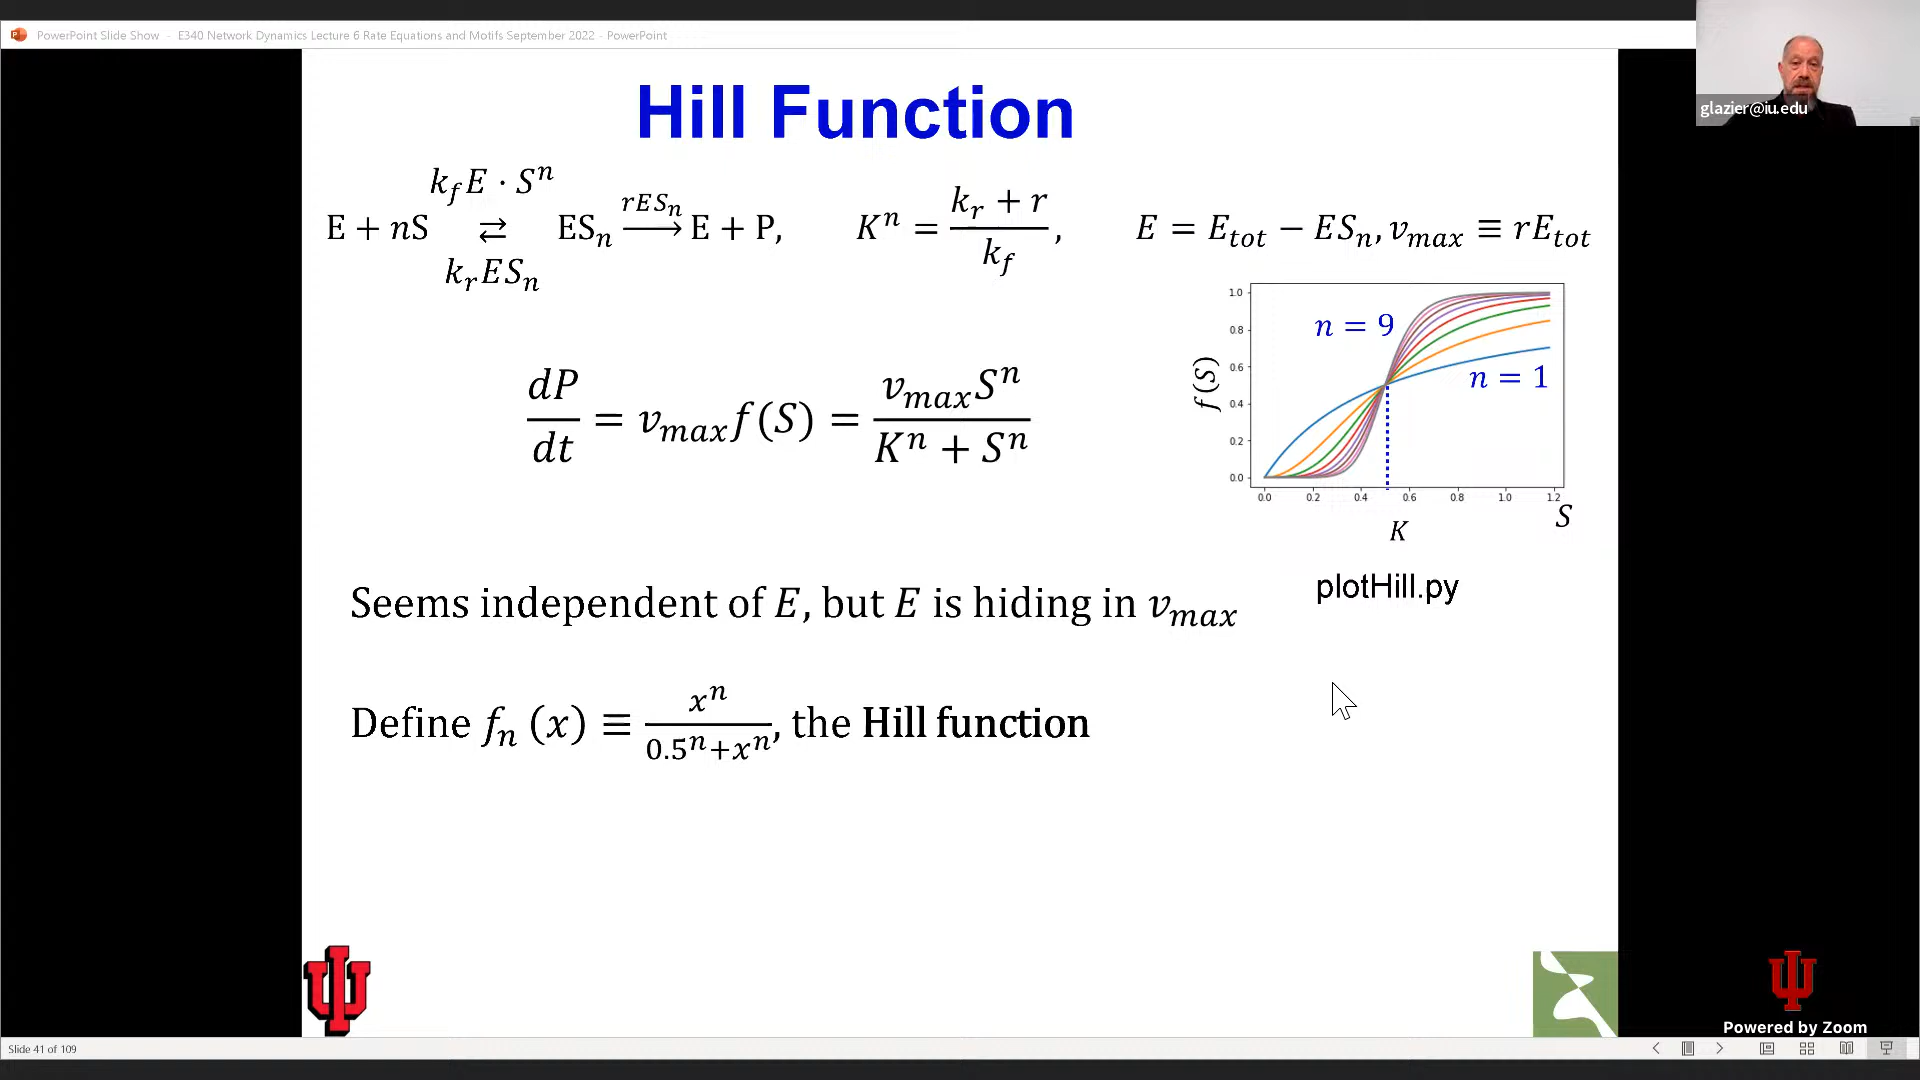 PowerPoint Slide Show - E340 Network Dynamics Lecture 6 Rate Equations and Motifs September 2022 - PowerPoint
glazier@iu.edu
Hill Function
k_f E · S^n
E + nS ⇄ ES_n —rES_n→ E + P, K^n = (k_r + r)/k_f, E = E_tot − ES_n, v_max ≡ rE_tot
k_r ES_n
dP/dt = v_max f(S) = v_max S^n / (K^n + S^n)
f(S)
1.0
0.8
0.6
0.4
0.2
0.0
n = 9
n = 1
0.0 0.2 0.4 0.6 0.8 1.0 1.2
S
K
plotHill.py
Seems independent of E, but E is hiding in v_max
Define f_n (x) ≡ x^n / (0.5^n+x^n), the Hill function
Powered by Zoom
Slide 41 of 109